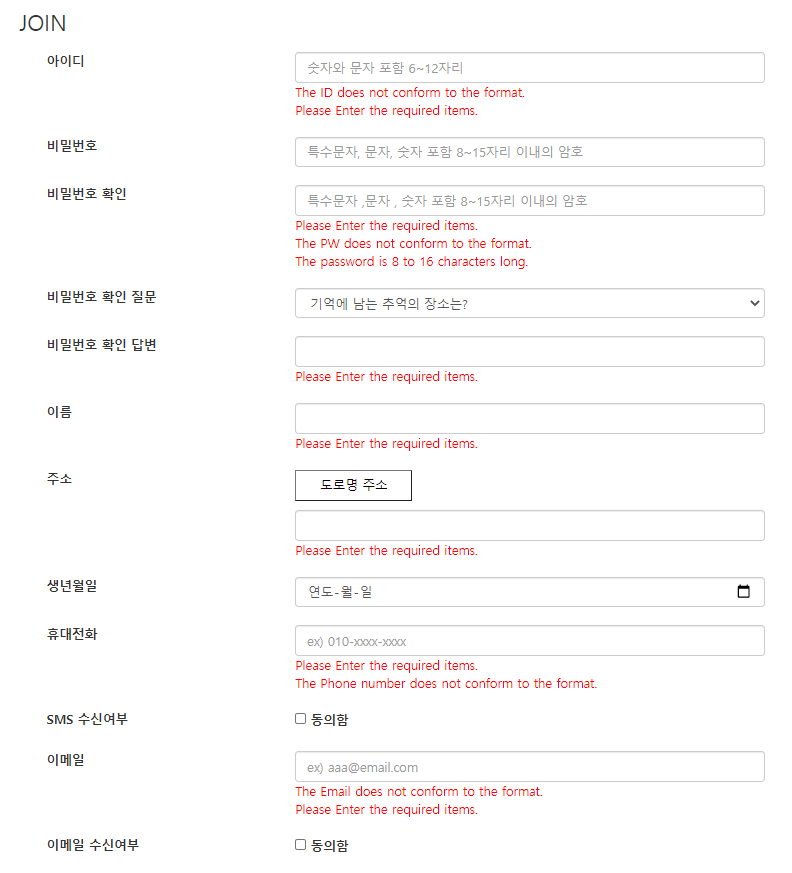 JOIN
아이디
숫자와 문자 포함 6~12자리
The ID does not conform to the format.
Please Enter the required items.
비밀번호
특수문자, 문자, 숫자 포함 8~15자리 이내의 암호
비밀번호 확인
특수문자 ,문자 , 숫자 포함 8~15자리 이내의 암호
Please Enter the required items.
The PW does not conform to the format.
The password is 8 to 16 characters long.
비밀번호 확인 질문
기억에 남는 추억의 장소는?
비밀번호 확인 답변
Please Enter the required items.
이름
Please Enter the required items.
주소
도로명 주소
Please Enter the required items.
생년월일
연도-월-일
휴대전화
ex) 010-xxxx-xxxx
Please Enter the required items.
The Phone number does not conform to the format.
SMS 수신여부
동의함
이메일
ex) aaa@email.com
The Email does not conform to the format.
Please Enter the required items.
이메일 수신여부
동의함